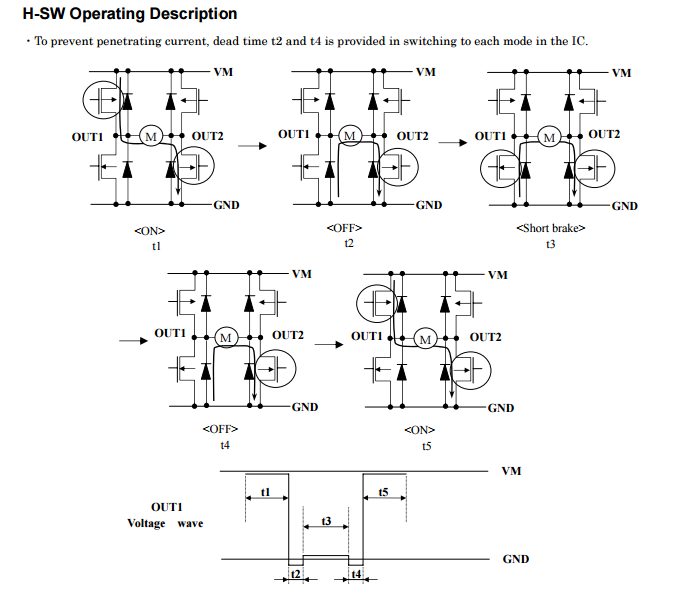 H-SW Operating Description
・To prevent penetrating current, dead time t2 and t4 is provided in switching to each mode in the IC.
VM VM VM
OUT1 M OUT2 OUT1 M OUT2 OUT1 M OUT2
GND GND GND
<ON> <OFF> <Short brake>
t1 t2 t3
VM VM
OUT1 M OUT2 OUT1 M OUT2
GND GND
<OFF> <ON>
t4 t5
VM
t1 t5
OUT1
Voltage wave
t3
GND
t2 t4